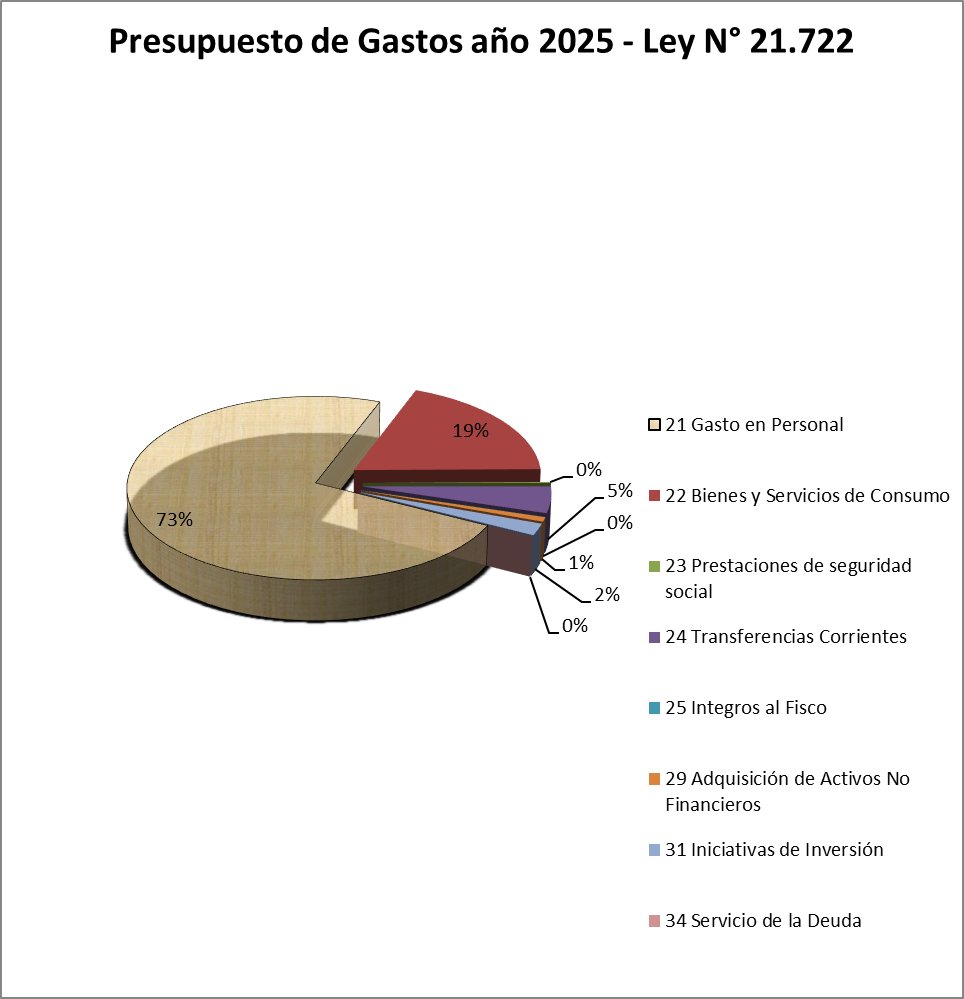 Presupuesto de Gastos año 2025 - Ley N° 21.722
19%
0%
5%
0%
1%
2%
0%
73%
21 Gasto en Personal
22 Bienes y Servicios de Consumo
23 Prestaciones de seguridad
social
24 Transferencias Corrientes
25 Integros al Fisco
29 Adquisición de Activos No
Financieros
31 Iniciativas de Inversión
34 Servicio de la Deuda